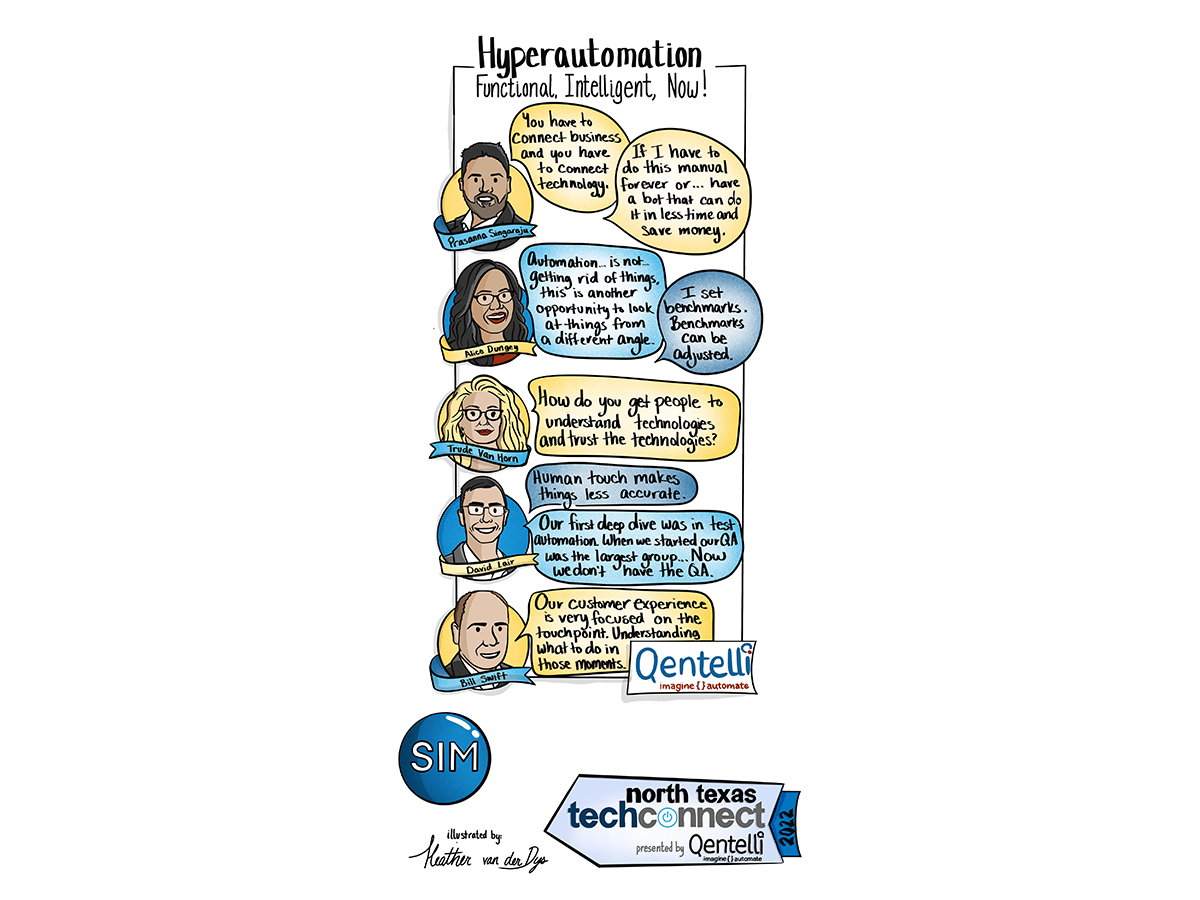 Hyperautomation
Functional, Intelligent, Now!
You have to
connect business
and you have
to connect
technology.
If I have to
do this manual
forever or... have
a bot that can do
it in less time and
save money.
Prasanna Singaraju
Automation... is not...
getting rid of things,
this is another
opportunity to look
at things from
a different angle.
I set
benchmarks.
Benchmarks
can be
adjusted.
Alice Dungey
How do you get people to
understand technologies
and trust the technologies?
Trude Van Horn
Human touch makes
things less accurate.
Our first deep dive was in test
automation. When we started our QA
was the largest group... Now
we don't have the QA.
David Lair
Our customer experience
is very focused on the
touchpoint. Understanding
what to do in
those moments.
Bill Swift
Qentelli
imagine { } automate
SIM
illustrated by:
Heather van der Dys
north texas
techconnect
2022
presented by Qentelli
imagine { } automate